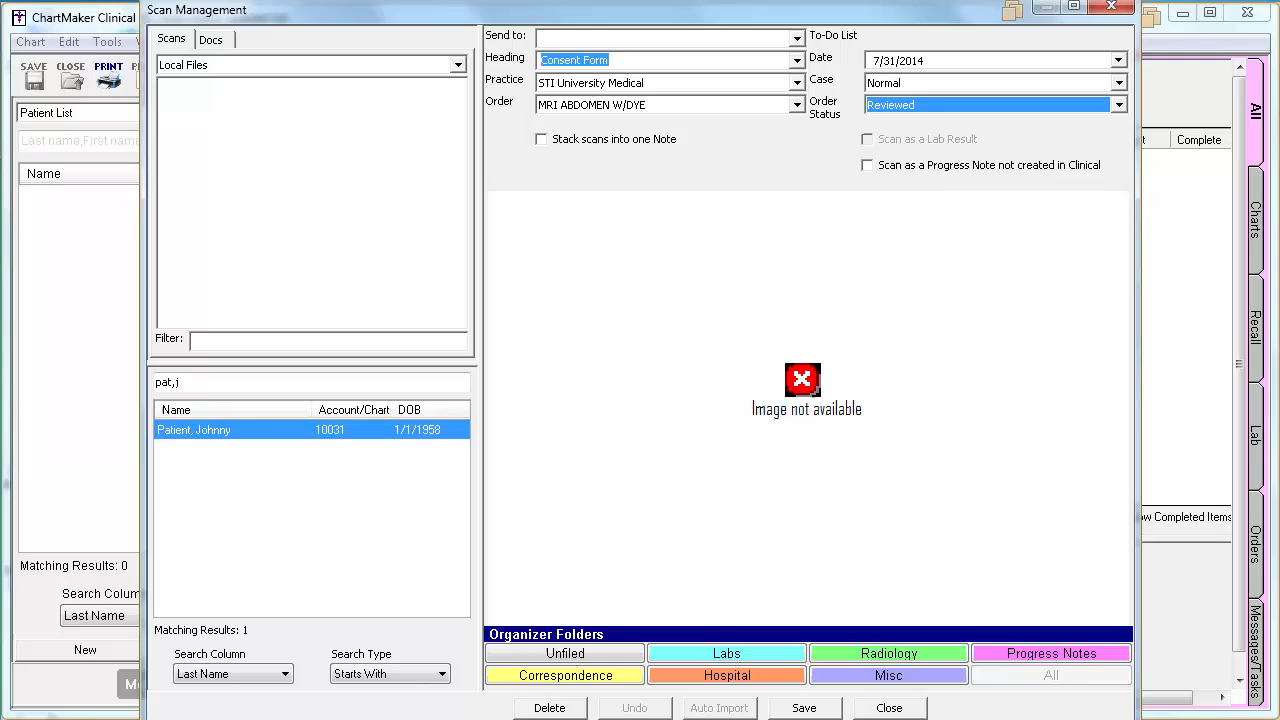 ChartMaker Clinical
Chart Edit Tools
SAVE CLOSE PRINT
Patient List
Last name,First name
Name
Matching Results: 0
Search Colum
Last Name
New
Scan Management
Scans Docs
Local Files
Filter:
pat,j
Name Account/Chart DOB
Patient, Johnny 10031 1/1/1958
Matching Results: 1
Search Column Search Type
Last Name Starts With
Send to: To-Do List
Heading Consent Form Date 7/31/2014
Practice STI University Medical Case Normal
Order MRI ABDOMEN W/DYE Order Status Reviewed
Stack scans into one Note Scan as a Lab Result
Scan as a Progress Note not created in Clinical
Image not available
Organizer Folders
Unfiled Labs Radiology Progress Notes
Correspondence Hospital Misc All
Delete Undo Auto Import Save Close
Complete
ow Completed Items
All
Charts
Recall
Lab
Orders
Messages/Tasks